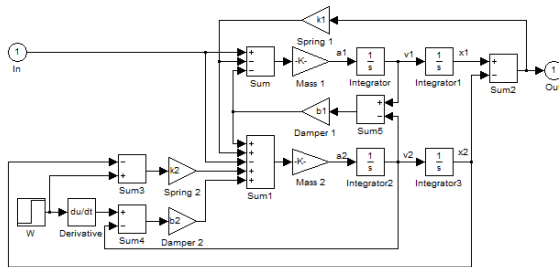 k1
Spring 1
1
In
+
-
-
Sum
-K-
Mass 1
a1
1
s
Integrator
v1
1
s
Integrator1
x1
+
-
Sum2
1
Out
b1
Damper 1
+
-
Sum5
+
+
-
+
+
Sum1
-K-
Mass 2
a2
1
s
Integrator2
v2
1
s
Integrator3
x2
-
+
Sum3
k2
Spring 2
W
du/dt
Derivative
+
-
Sum4
b2
Damper 2